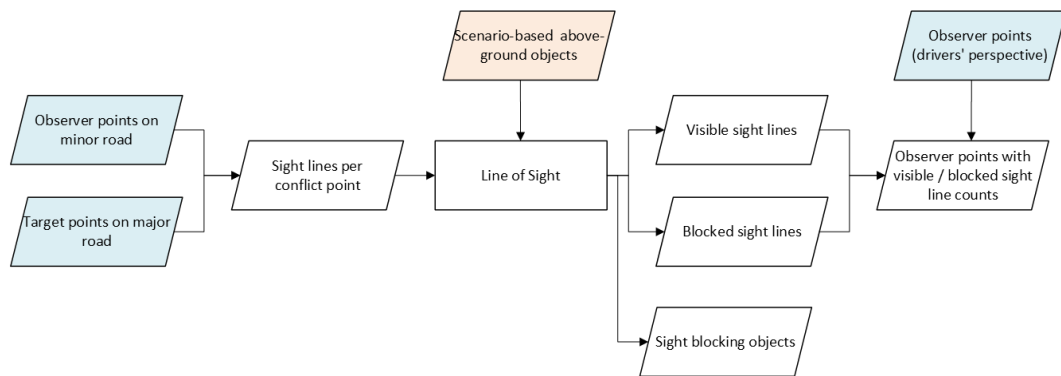 Scenario-based above-
ground objects
Observer points
(drivers' perspective)
Observer points on
minor road
Target points on major
road
Sight lines per
conflict point
Line of Sight
Visible sight lines
Blocked sight lines
Sight blocking objects
Observer points with
visible / blocked sight
line counts